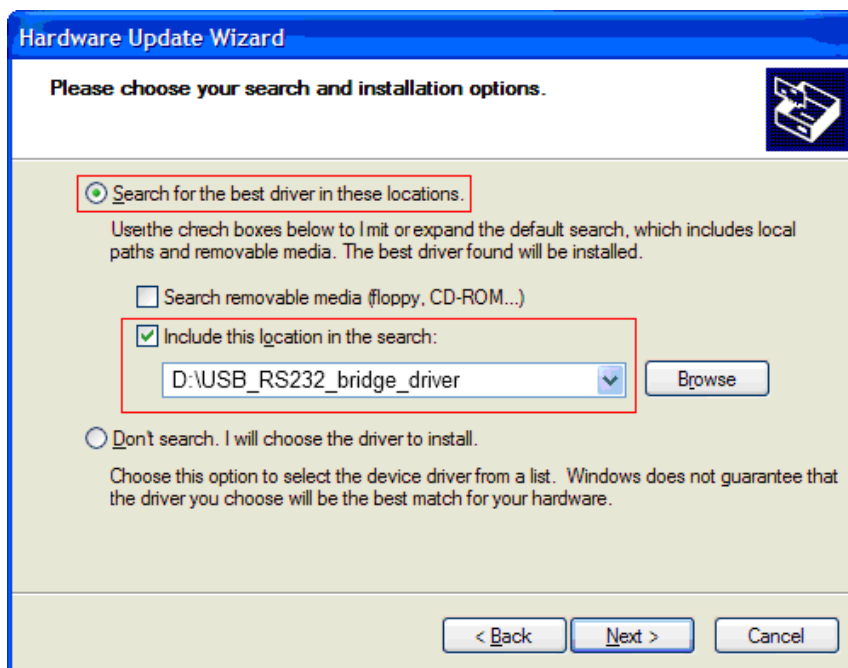 Hardware Update Wizard
Please choose your search and installation options.
Search for the best driver in these locations.
Usethe chrech boxes below to lmit or expand the default search, which includes local
paths and removable media. The best driver found will be installed.
Search removable media (floppy, CD-ROM...)
Include this location in the search:
D:\USB_RS232_bridge_driver
Browse
Don't search. I will choose the driver to install.
Choose this option to select the device driver from a list. Windows does not guarantee that
the driver you choose will be the best match for your hardware.
< Back
Next >
Cancel